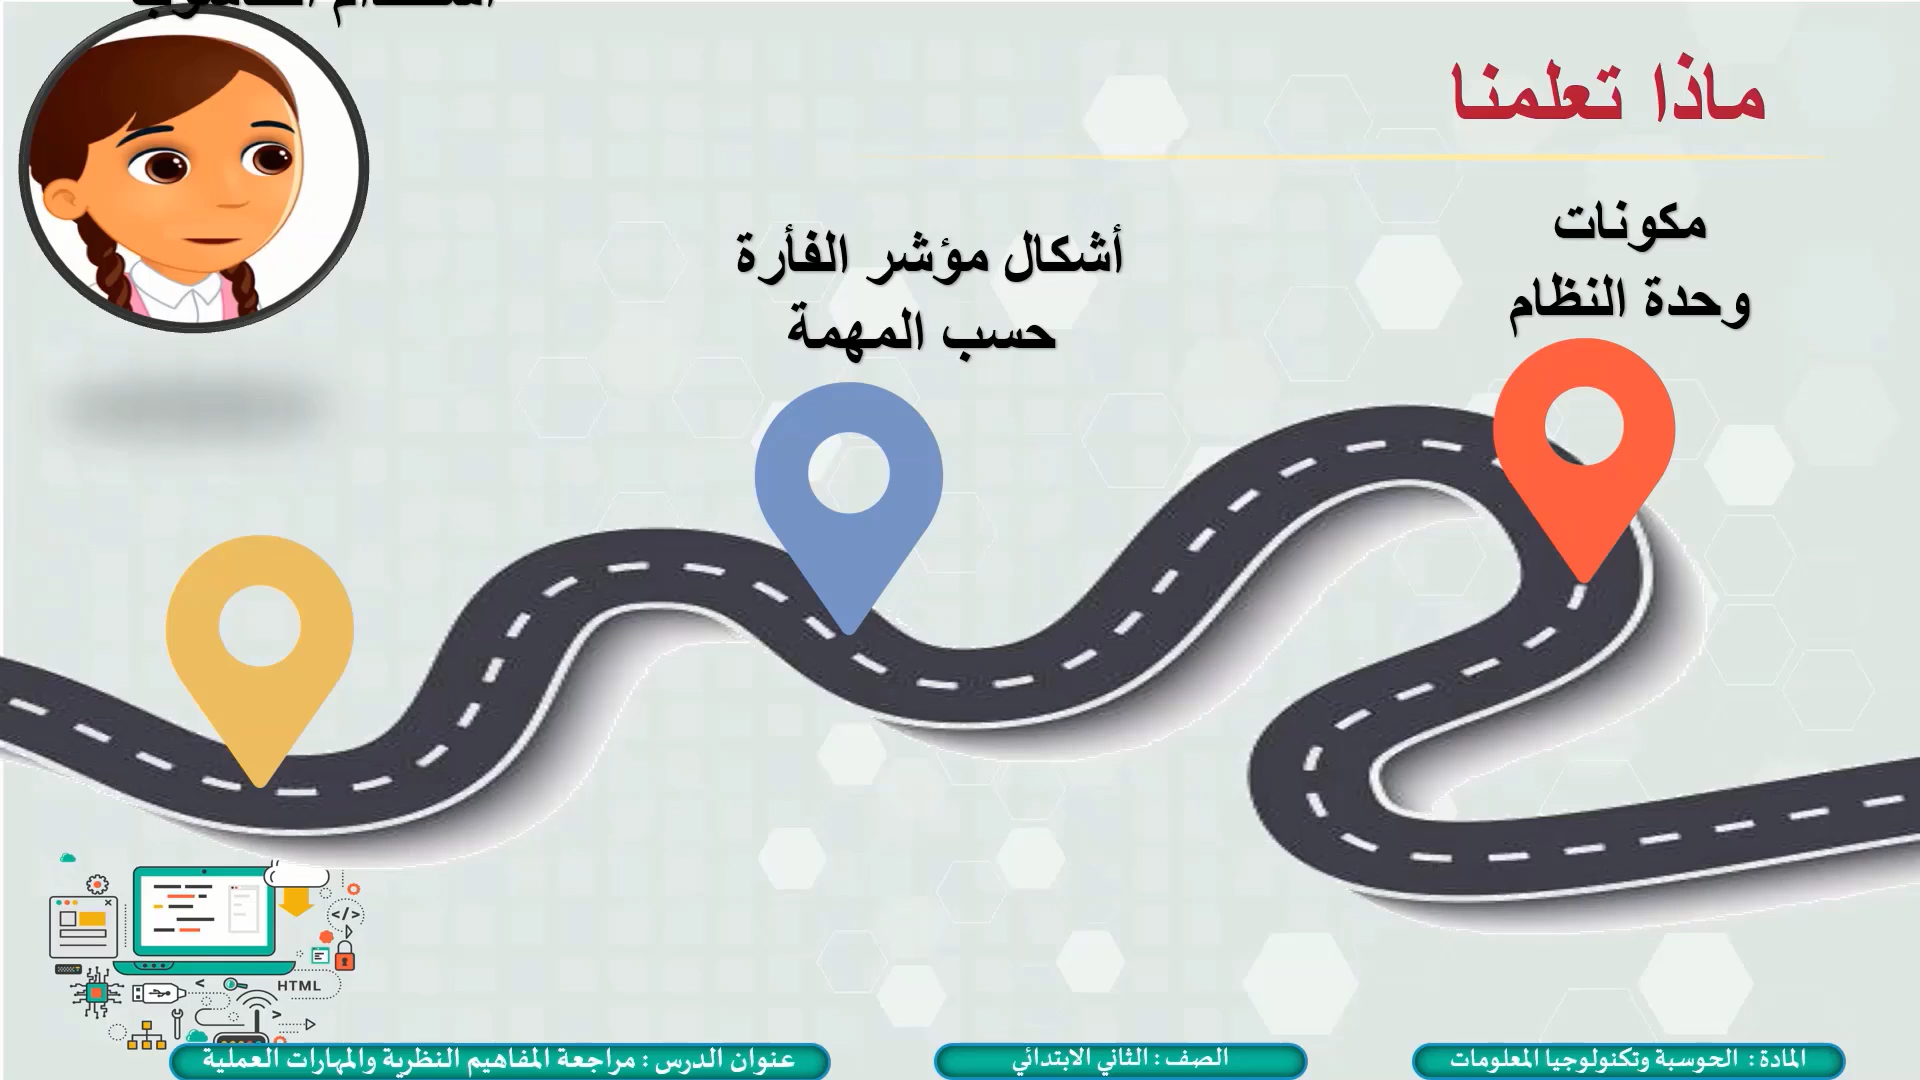 ماذا تعلمنا
مكونات
وحدة النظام
أشكال مؤشر الفأرة
حسب المهمة
</>
HTML
المادة : الحوسبة وتكنولوجيا المعلومات
الصف : الثاني الابتدائي
عنوان الدرس : مراجعة المفاهيم النظرية والمهارات العملية